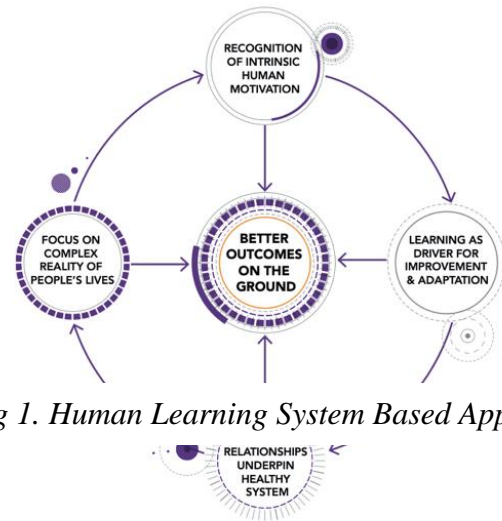 RECOGNITION
OF INTRINSIC
HUMAN
MOTIVATION
FOCUS ON
COMPLEX
REALITY OF
PEOPLE'S LIVES
BETTER
OUTCOMES
ON THE
GROUND
LEARNING AS
DRIVER FOR
IMPROVEMENT
& ADAPTATION
g 1. Human Learning System Based App
RELATIONSHIPS
UNDERPIN
HEALTHY
SYSTEM